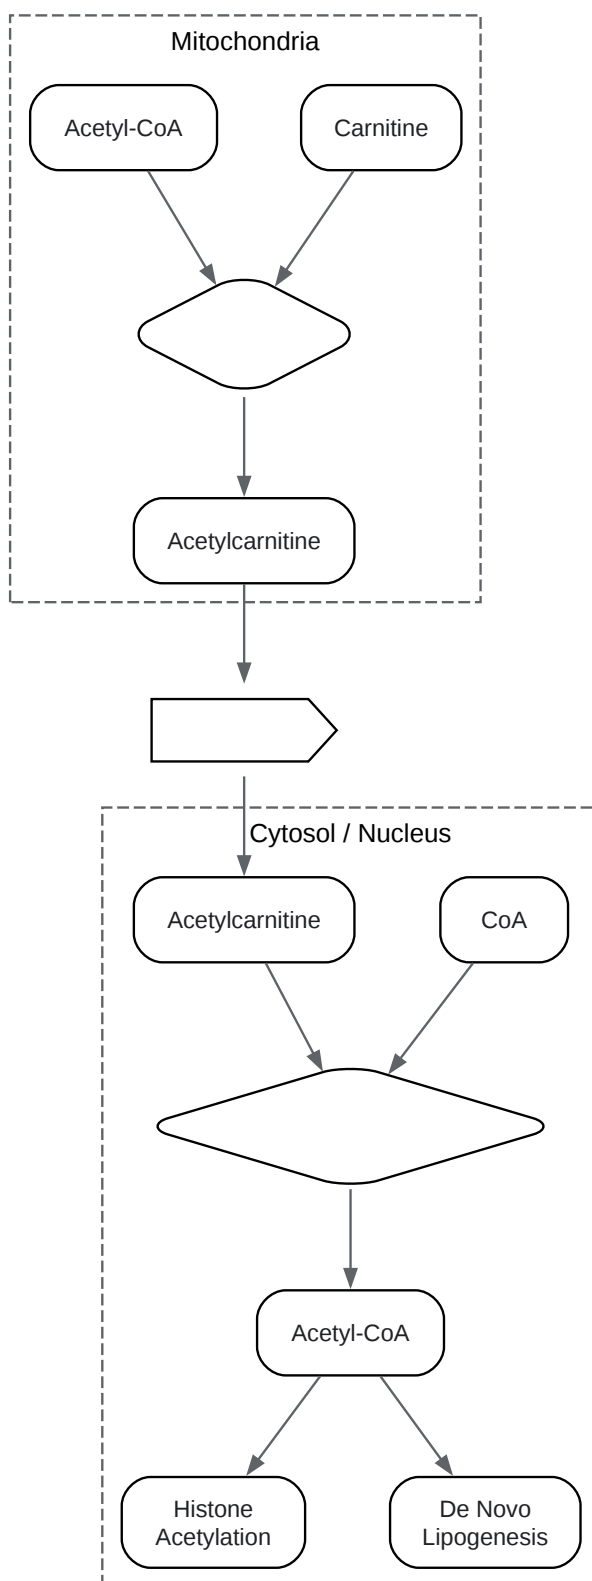 Mitochondria
Acetyl-CoA
Carnitine
Acetylcarnitine
Cytosol / Nucleus
Acetylcarnitine
CoA
Acetyl-CoA
Histone
Acetylation
De Novo
Lipogenesis